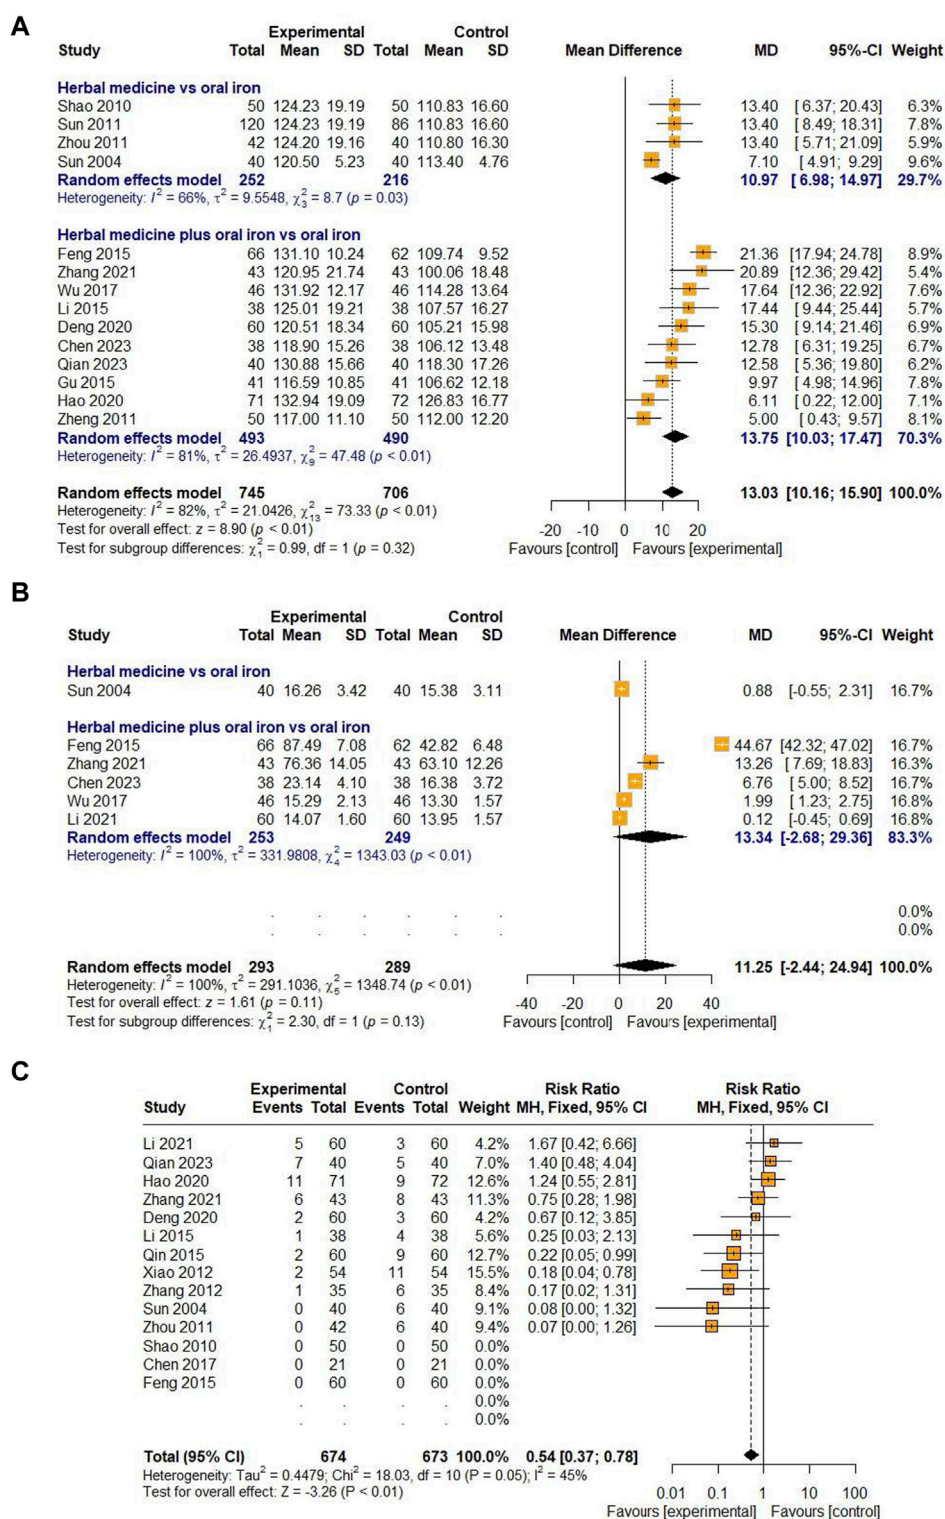 A
Experimental Control
Study Total Mean SD Total Mean SD Mean Difference MD 95%-CI Weight
Herbal medicine vs oral iron
Shao 2010 50 124.23 19.19 50 110.83 16.60 13.40 [ 6.37; 20.43] 6.3%
Sun 2011 120 124.23 19.19 86 110.83 16.60 13.40 [ 8.49; 18.31] 7.8%
Zhou 2011 42 124.20 19.16 40 110.80 16.30 13.40 [ 5.71; 21.09] 5.9%
Sun 2004 40 120.50 5.23 40 113.40 4.76 7.10 [ 4.91; 9.29] 9.6%
Random effects model 252 216 10.97 [ 6.98; 14.97] 29.7%
Heterogeneity: I² = 66%, τ² = 9.5548, χ²₃ = 8.7 (p = 0.03)
Herbal medicine plus oral iron vs oral iron
Feng 2015 66 131.10 10.24 62 109.74 9.52 21.36 [17.94; 24.78] 8.9%
Zhang 2021 43 120.95 21.74 43 100.06 18.48 20.89 [12.36; 29.42] 5.4%
Wu 2017 46 131.92 12.17 46 114.28 13.64 17.64 [12.36; 22.92] 7.6%
Li 2015 38 125.01 19.21 38 107.57 16.27 17.44 [ 9.44; 25.44] 5.7%
Deng 2020 60 120.51 18.34 60 105.21 15.98 15.30 [ 9.14; 21.46] 6.9%
Chen 2023 38 118.90 15.26 38 106.12 13.48 12.78 [ 6.31; 19.25] 6.7%
Qian 2023 40 130.88 15.66 40 118.30 17.26 12.58 [ 5.36; 19.80] 6.2%
Gu 2015 41 116.59 10.85 41 106.62 12.18 9.97 [ 4.98; 14.96] 7.8%
Hao 2020 71 132.94 19.09 72 126.83 16.77 6.11 [ 0.22; 12.00] 7.1%
Zheng 2011 50 117.00 11.10 50 112.00 12.20 5.00 [ 0.43; 9.57] 8.1%
Random effects model 493 490 13.75 [10.03; 17.47] 70.3%
Heterogeneity: I² = 81%, τ² = 26.4937, χ²₉ = 47.48 (p < 0.01)
Random effects model 745 706 13.03 [10.16; 15.90] 100.0%
Heterogeneity: I² = 82%, τ² = 21.0426, χ²₁₃ = 73.33 (p < 0.01)
Test for overall effect: z = 8.90 (p < 0.01)
Test for subgroup differences: χ²₁ = 0.99, df = 1 (p = 0.32)
-20 -10 0 10 20
Favours [control] Favours [experimental]
B
Experimental Control
Study Total Mean SD Total Mean SD Mean Difference MD 95%-CI Weight
Herbal medicine vs oral iron
Sun 2004 40 16.26 3.42 40 15.38 3.11 0.88 [-0.55; 2.31] 16.7%
Herbal medicine plus oral iron vs oral iron
Feng 2015 66 87.49 7.08 62 42.82 6.48 44.67 [42.32; 47.02] 16.7%
Zhang 2021 43 76.36 14.05 43 63.10 12.26 13.26 [ 7.69; 18.83] 16.3%
Chen 2023 38 23.14 4.10 38 16.38 3.72 6.76 [ 5.00; 8.52] 16.7%
Wu 2017 46 15.29 2.13 46 13.30 1.57 1.99 [ 1.23; 2.75] 16.8%
Li 2021 60 14.07 1.60 60 13.95 1.57 0.12 [-0.45; 0.69] 16.8%
Random effects model 253 249 13.34 [-2.68; 29.36] 83.3%
Heterogeneity: I² = 100%, τ² = 331.9808, χ²₄ = 1343.03 (p < 0.01)
. . . . . . 0.0%
. . . . . . 0.0%
Random effects model 293 289 11.25 [-2.44; 24.94] 100.0%
Heterogeneity: I² = 100%, τ² = 291.1036, χ²₅ = 1348.74 (p < 0.01)
Test for overall effect: z = 1.61 (p = 0.11)
Test for subgroup differences: χ²₁ = 2.30, df = 1 (p = 0.13)
-40 -20 0 20 40
Favours [control] Favours [experimental]
C
Experimental Control Risk Ratio Risk Ratio
Study Events Total Events Total Weight MH, Fixed, 95% CI MH, Fixed, 95% CI
Li 2021 5 60 3 60 4.2% 1.67 [0.42; 6.66]
Qian 2023 7 40 5 40 7.0% 1.40 [0.48; 4.04]
Hao 2020 11 71 9 72 12.6% 1.24 [0.55; 2.81]
Zhang 2021 6 43 8 43 11.3% 0.75 [0.28; 1.98]
Deng 2020 2 60 3 60 4.2% 0.67 [0.12; 3.85]
Li 2015 1 38 4 38 5.6% 0.25 [0.03; 2.13]
Qin 2015 2 60 9 60 12.7% 0.22 [0.05; 0.99]
Xiao 2012 2 54 11 54 15.5% 0.18 [0.04; 0.78]
Zhang 2012 1 35 6 35 8.4% 0.17 [0.02; 1.31]
Sun 2004 0 40 6 40 9.1% 0.08 [0.00; 1.32]
Zhou 2011 0 42 6 40 9.4% 0.07 [0.00; 1.26]
Shao 2010 0 50 0 50 0.0%
Chen 2017 0 21 0 21 0.0%
Feng 2015 0 60 0 60 0.0%
. . . . 0.0%
. . . . 0.0%
Total (95% CI) 674 673 100.0% 0.54 [0.37; 0.78]
Heterogeneity: Tau² = 0.4479; Chi² = 18.03, df = 10 (P = 0.05); I² = 45%
Test for overall effect: Z = -3.26 (P < 0.01)
0.01 0.1 1 10 100
Favours [experimental] Favours [control]